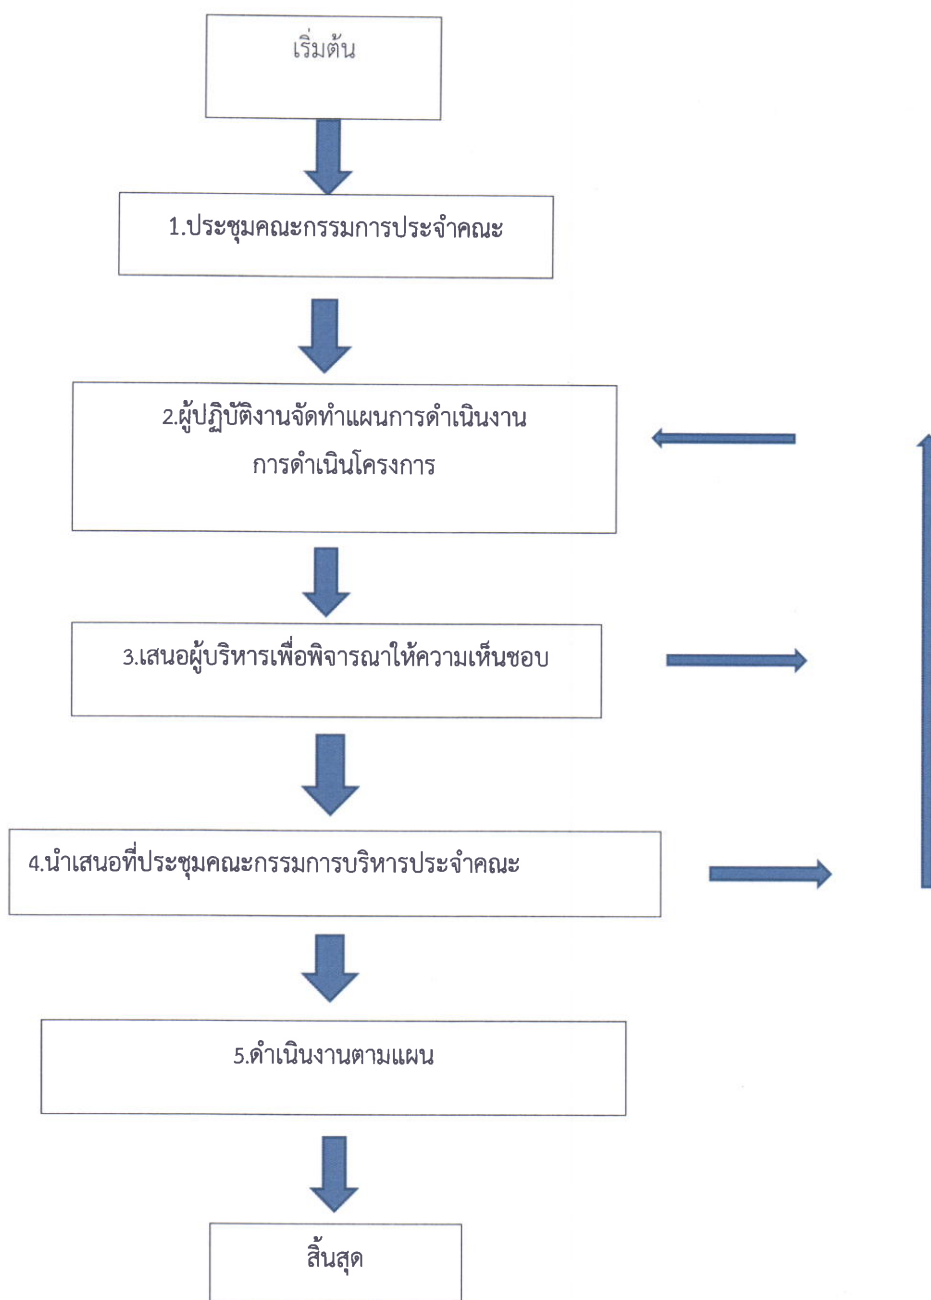 เริ่มต้น
1.ประชุมคณะกรรมการประจำคณะ
2.ผู้ปฏิบัติงานจัดทำแผนการดำเนินงาน
การดำเนินโครงการ
3.เสนอผู้บริหารเพื่อพิจารณาให้ความเห็นชอบ
4.นำเสนอที่ประชุมคณะกรรมการบริหารประจำคณะ
5.ดำเนินงานตามแผน
สิ้นสุด